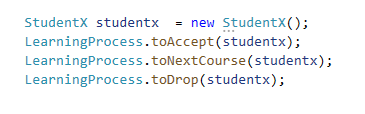 StudentX studentx  = new StudentX();
LearningProcess.toAccept(studentx);
LearningProcess.toNextCourse(studentx);
LearningProcess.toDrop(studentx);